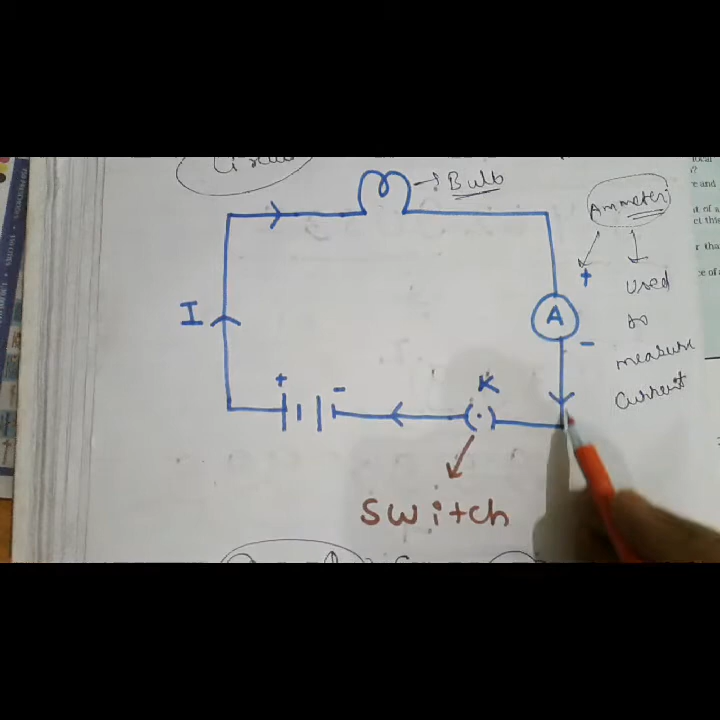 Bulb
Ammeter
+
used
to
measure
current
I
A
-
+
-
K
switch